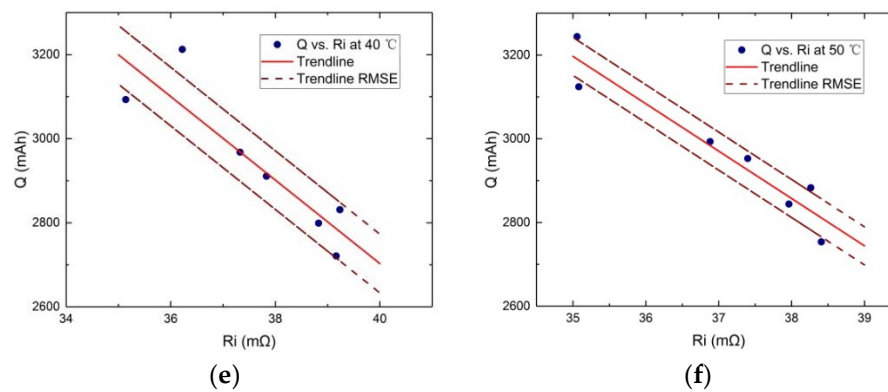 3200
3000
2800
2600
Q (mAh)
34
36
38
40
Ri (mΩ)
Q vs. Ri at 40 ℃
Trendline
Trendline RMSE
(e)
3200
3000
2800
2600
Q (mAh)
35
36
37
38
39
Ri (mΩ)
Q vs. Ri at 50 ℃
Trendline
Trendline RMSE
(f)